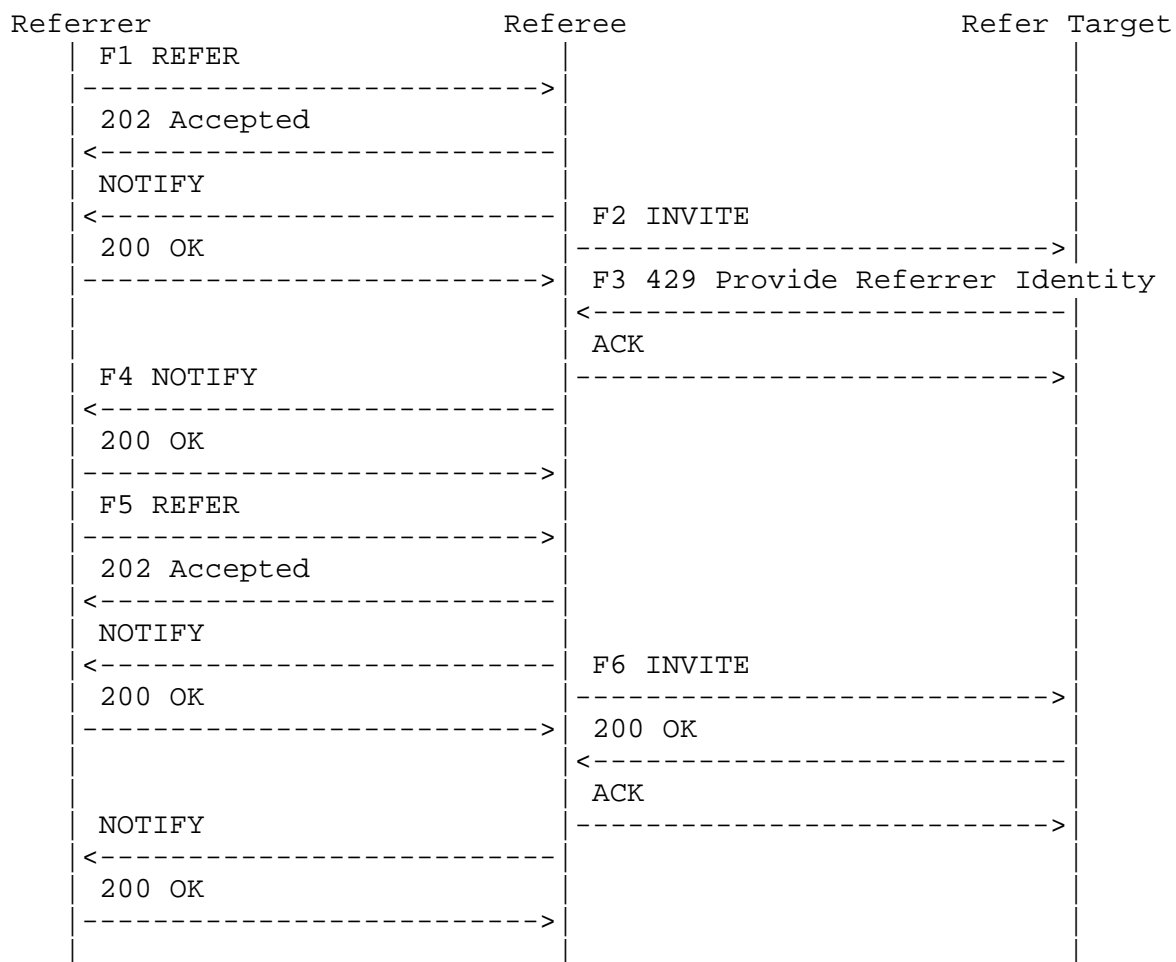 Referrer Referee Refer Target
F1 REFER
202 Accepted
NOTIFY
F2 INVITE
200 OK
F3 429 Provide Referrer Identity
ACK
F4 NOTIFY
200 OK
F5 REFER
202 Accepted
NOTIFY
F6 INVITE
200 OK
200 OK
ACK
NOTIFY
200 OK